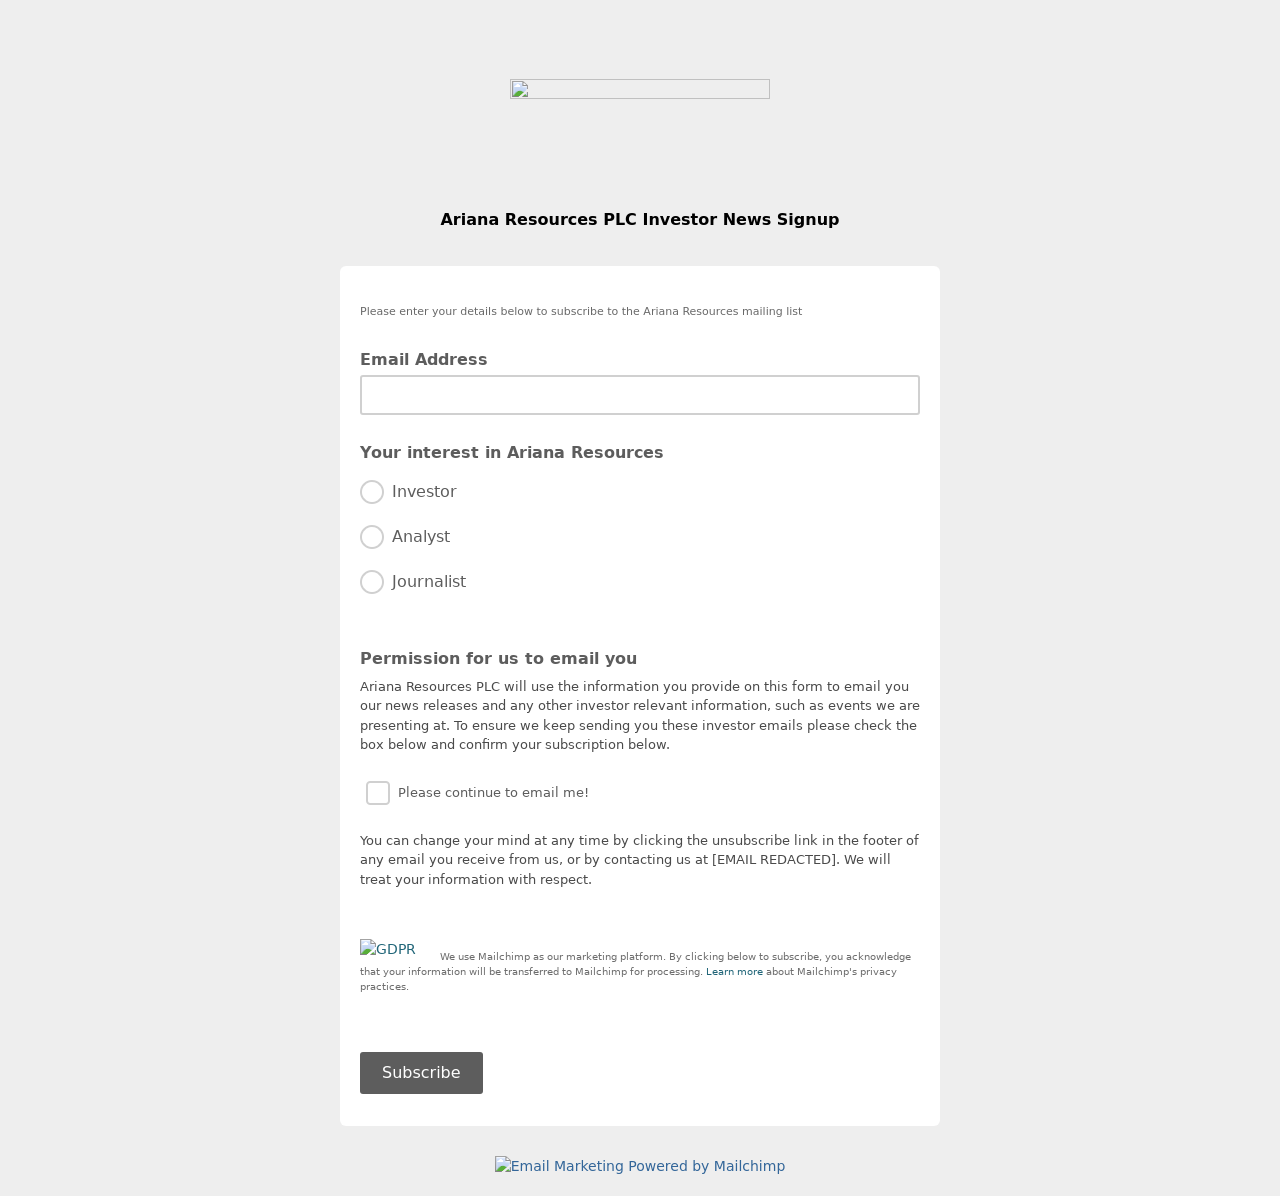 Ariana Resources PLC Investor News Signup
Please enter your details below to subscribe to the Ariana Resources mailing list
Email Address
Your interest in Ariana Resources
Investor
Analyst
Journalist
Permission for us to email you
Ariana Resources PLC will use the information you provide on this form to email you
our news releases and any other investor relevant information, such as events we are
presenting at. To ensure we keep sending you these investor emails please check the
box below and confirm your subscription below.
Please continue to email me!
You can change your mind at any time by clicking the unsubscribe link in the footer of
any email you receive from us, or by contacting us at [EMAIL REDACTED]. We will
treat your information with respect.
GDPR We use Mailchimp as our marketing platform. By clicking below to subscribe, you acknowledge
that your information will be transferred to Mailchimp for processing. Learn more about Mailchimp's privacy
practices.
Subscribe
Email Marketing Powered by Mailchimp